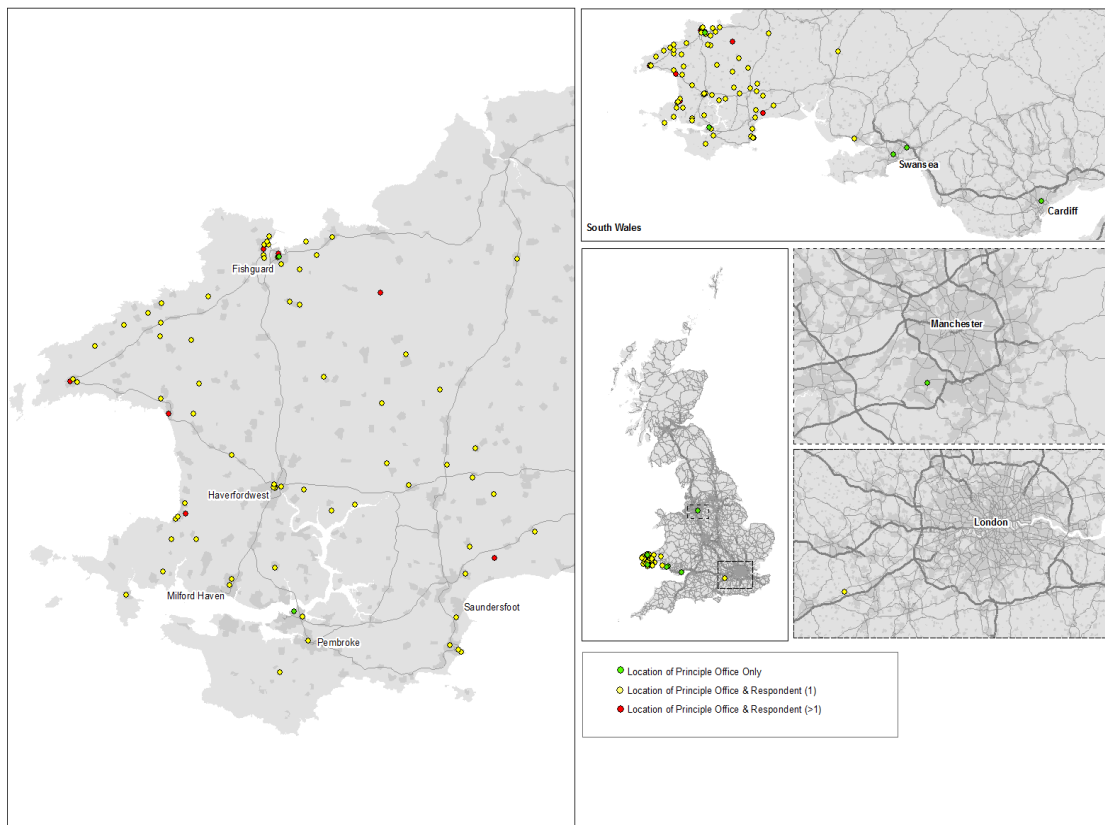 Fishguard
Haverfordwest
Milford Haven
Saundersfoot
Pembroke
Swansea
Cardiff
South Wales
Manchester
London
Location of Principle Office Only
Location of Principle Office & Respondent (1)
Location of Principle Office & Respondent (>1)